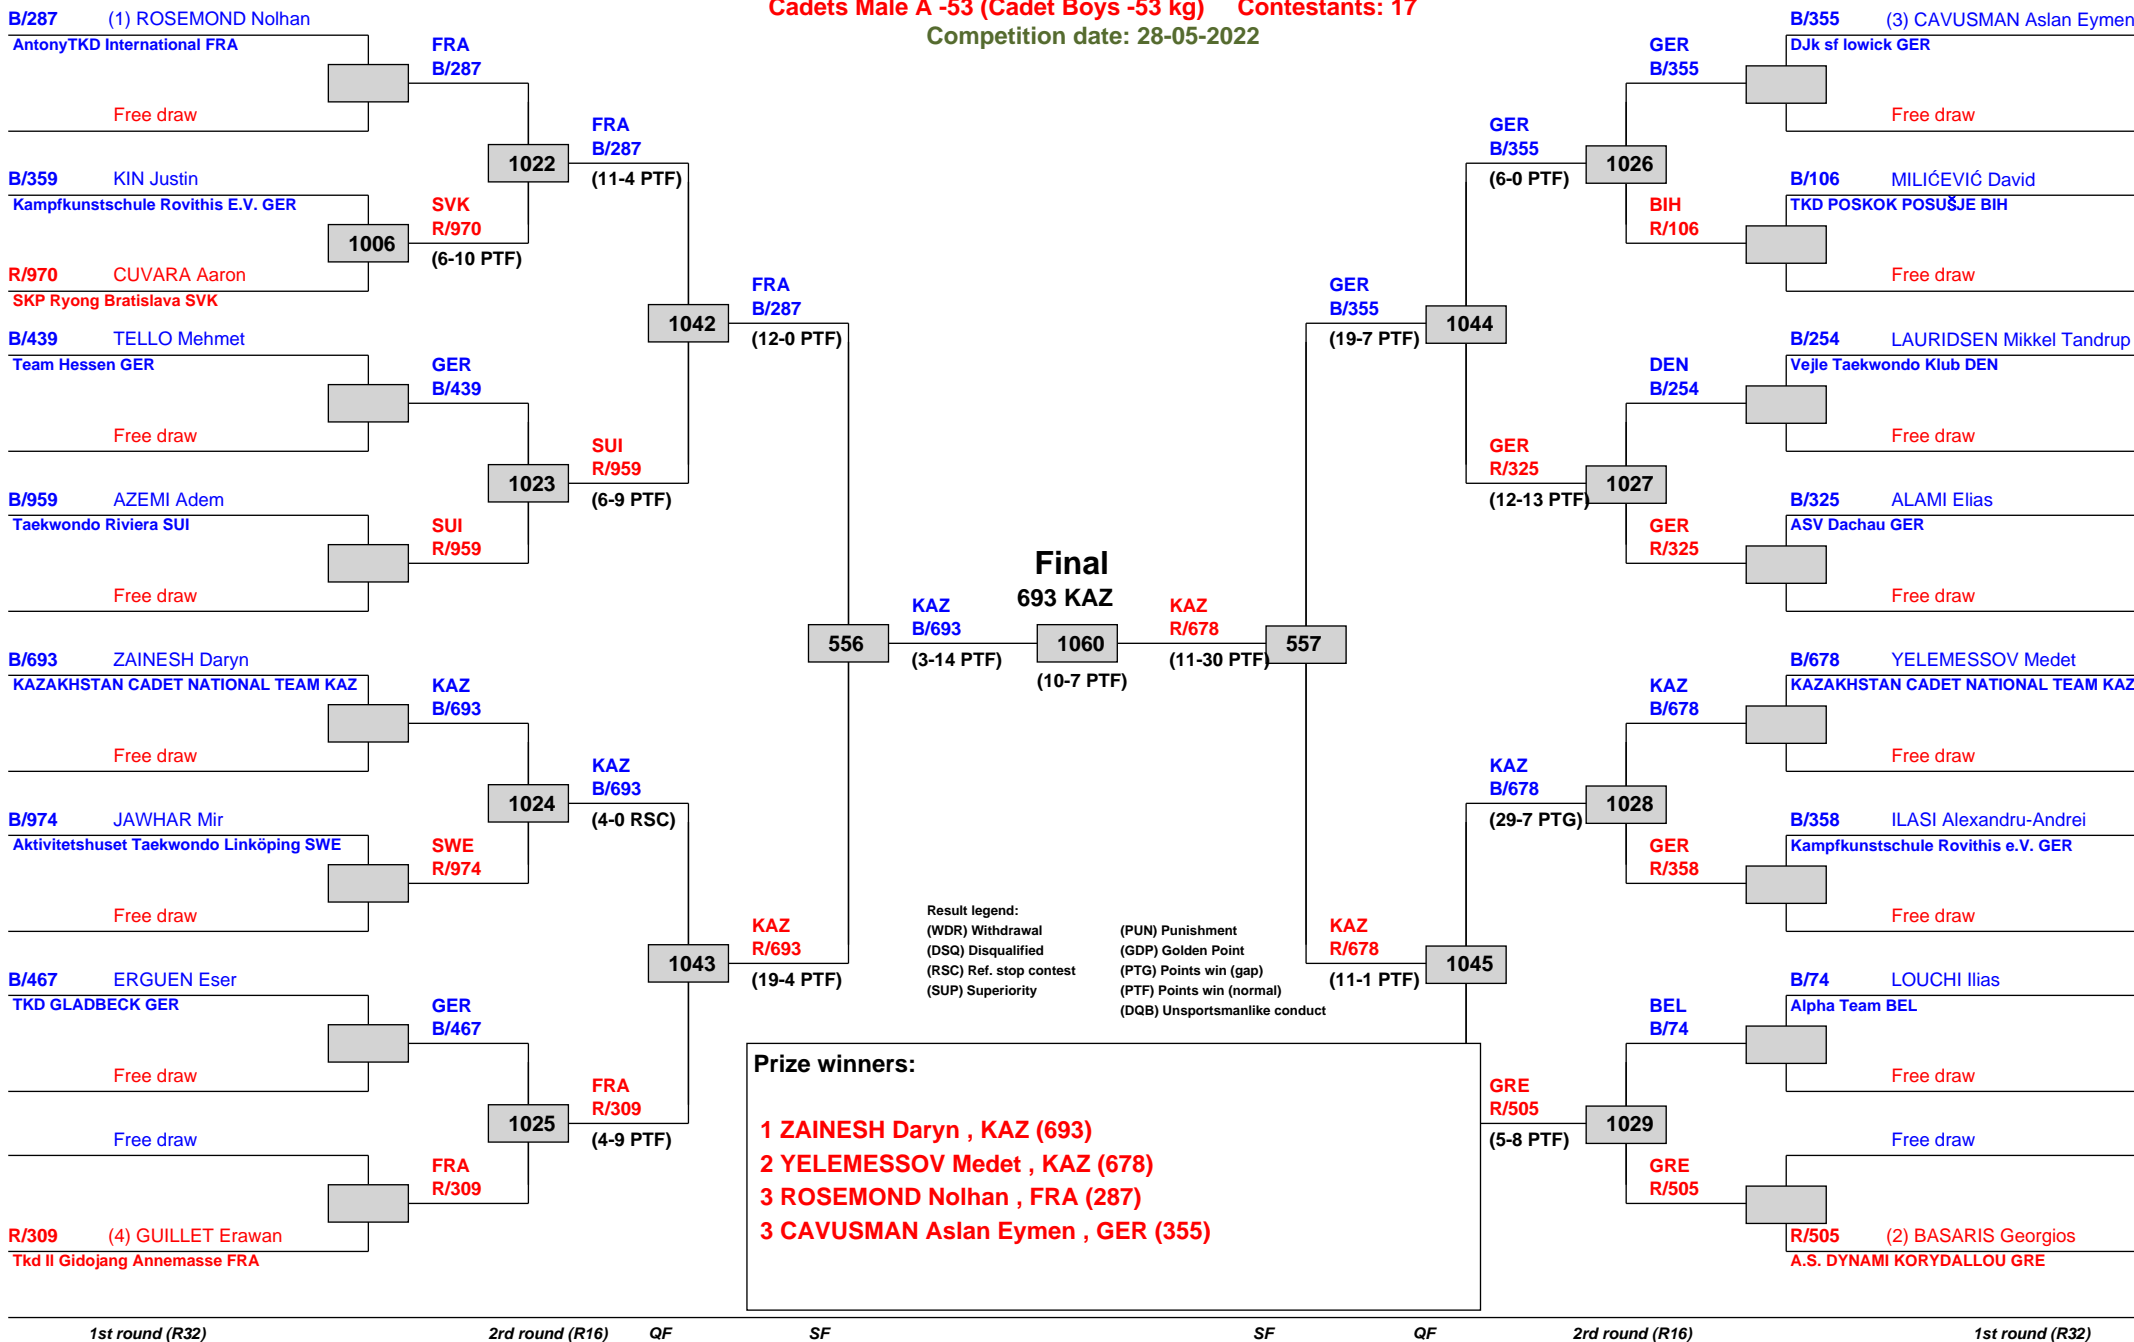 Cadets Male A -53 (Cadet Boys -53 kg) Contestants: 17
Competition date: 28-05-2022
B/287 (1) ROSEMOND Nolhan
AntonyTKD International FRA
Free draw
FRA
B/287
B/359 KIN Justin
Kampfkunstschule Rovithis E.V. GER
1006
SVK
R/970
(6-10 PTF)
R/970 CUVARA Aaron
SKP Ryong Bratislava SVK
1022
FRA
B/287
(11-4 PTF)
B/439 TELLO Mehmet
Team Hessen GER
Free draw
GER
B/439
B/959 AZEMI Adem
Taekwondo Riviera SUI
Free draw
SUI
R/959
1023
SUI
R/959
(6-9 PTF)
1042
FRA
B/287
(12-0 PTF)
B/693 ZAINESH Daryn
KAZAKHSTAN CADET NATIONAL TEAM KAZ
Free draw
KAZ
B/693
B/974 JAWHAR Mir
Aktivitetshuset Taekwondo Linköping SWE
Free draw
SWE
R/974
1024
KAZ
B/693
(4-0 RSC)
B/467 ERGUEN Eser
TKD GLADBECK GER
Free draw
GER
B/467
Free draw
FRA
R/309
R/309 (4) GUILLET Erawan
Tkd Il Gidojang Annemasse FRA
1025
FRA
R/309
(4-9 PTF)
1043
KAZ
R/693
(19-4 PTF)
556
KAZ
B/693
(3-14 PTF)
Final
693 KAZ
1060
(10-7 PTF)
KAZ
R/678
(11-30 PTF)
557
GER
B/355
(19-7 PTF)
1044
GER
B/355
(6-0 PTF)
1026
GER
B/355
B/355 (3) CAVUSMAN Aslan Eymen
DJk sf lowick GER
Free draw
BIH
R/106
B/106 MILIĆEVIĆ David
TKD POSKOK POSUŠJE BIH
Free draw
GER
R/325
(12-13 PTF)
1027
DEN
B/254
B/254 LAURIDSEN Mikkel Tandrup
Vejle Taekwondo Klub DEN
Free draw
GER
R/325
B/325 ALAMI Elias
ASV Dachau GER
Free draw
KAZ
R/678
(11-1 PTF)
1045
KAZ
B/678
(29-7 PTG)
1028
KAZ
B/678
B/678 YELEMESSOV Medet
KAZAKHSTAN CADET NATIONAL TEAM KAZ
Free draw
GER
R/358
B/358 ILASI Alexandru-Andrei
Kampfkunstschule Rovithis e.V. GER
Free draw
GRE
R/505
(5-8 PTF)
1029
BEL
B/74
B/74 LOUCHI Ilias
Alpha Team BEL
Free draw
Free draw
GRE
R/505
R/505 (2) BASARIS Georgios
A.S. DYNAMI KORYDALLOU GRE
Result legend:
(WDR) Withdrawal (PUN) Punishment
(DSQ) Disqualified (GDP) Golden Point
(RSC) Ref. stop contest (PTG) Points win (gap)
(SUP) Superiority (PTF) Points win (normal)
(DQB) Unsportsmanlike conduct
Prize winners:
1 ZAINESH Daryn , KAZ (693)
2 YELEMESSOV Medet , KAZ (678)
3 ROSEMOND Nolhan , FRA (287)
3 CAVUSMAN Aslan Eymen , GER (355)
1st round (R32) 2rd round (R16) QF SF SF QF 2rd round (R16) 1st round (R32)